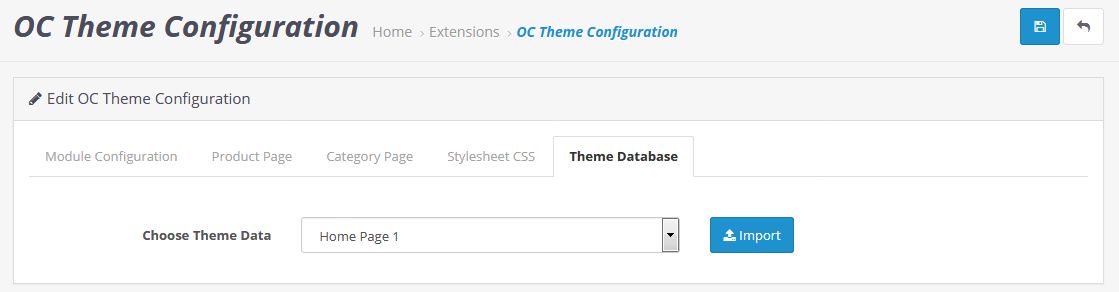 OC Theme Configuration Home › Extensions › OC Theme Configuration
Edit OC Theme Configuration
Module Configuration Product Page Category Page Stylesheet CSS Theme Database
Choose Theme Data Home Page 1 Import